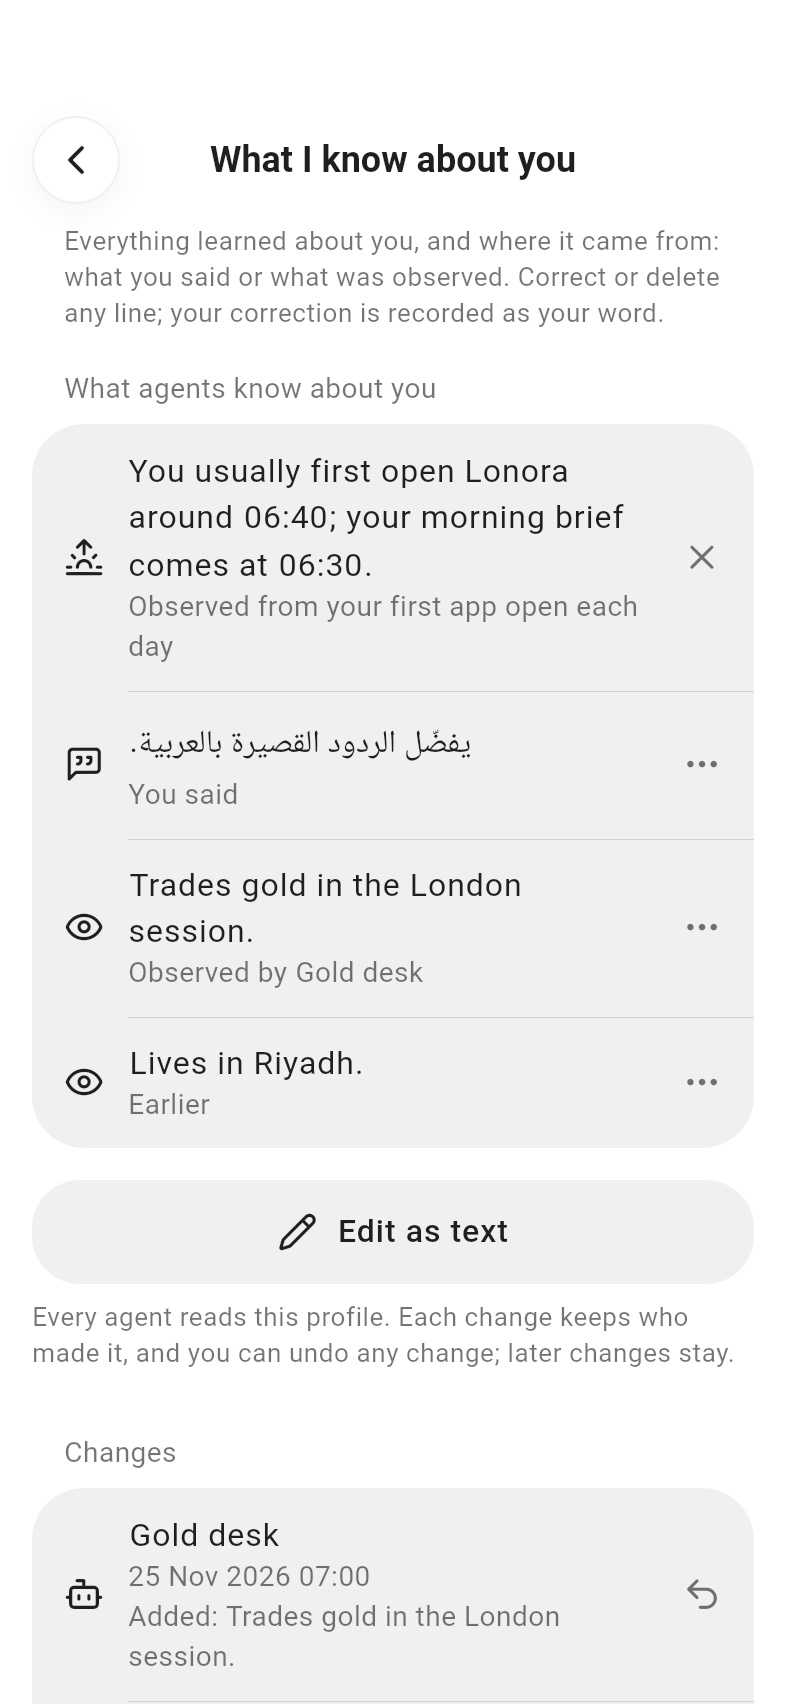 What I know about you
Everything learned about you, and where it came from:
what you said or what was observed. Correct or delete
any line; your correction is recorded as your word.
What agents know about you
You usually first open Lonora
around 06:40; your morning brief
comes at 06:30.
Observed from your first app open each
day
يفضّل الردود القصيرة بالعربية.
You said
Trades gold in the London
session.
Observed by Gold desk
Lives in Riyadh.
Earlier
Edit as text
Every agent reads this profile. Each change keeps who
made it, and you can undo any change; later changes stay.
Changes
Gold desk
25 Nov 2026 07:00
Added: Trades gold in the London
session.